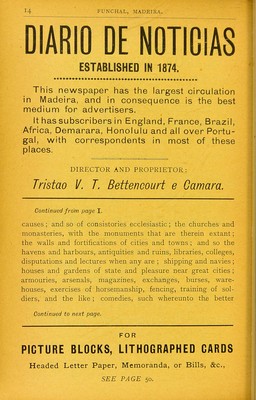 14 FUNCHAL, MADEIRA.
DIARIO DE NOTICIAS
ESTABLISHED IN 1874.
This newspaper has the largest circulation
in Madeira, and in consequence is the best
medium for advertisers.
It has subscribers in England, France, Brazil,
Africa, Demarara, Honolulu and all over Portu-
gal, with correspondents in most of these
places.
DIRECTOR AND PROPRIETOR;
Tristao V. T. Bettencourt e Camara.
Continued from page I.
causes; and so of consistories ecclesiastic; the churches and
monasteries, with the monuments that are therein extant;
the walls and fortifications of cities and towns; and so the
havens and harbours, antiquities and ruins, libraries, colleges,
disputations and lectures when any are; shipping and navies;
houses and gardens of state and pleasure near great cities;
armouries, arsenals, magazines, exchanges, burses, ware-
houses, exercises of horsemanship, fencing, training of sol-
diers, and the like; comedies, such whereunto the better
Continued to next page.
FOR
PICTURE BLOCKS, LITHOGRAPHED CARDS
Headed Letter Paper, Memoranda, or Bills, &c.,
SEE PAGE 50.